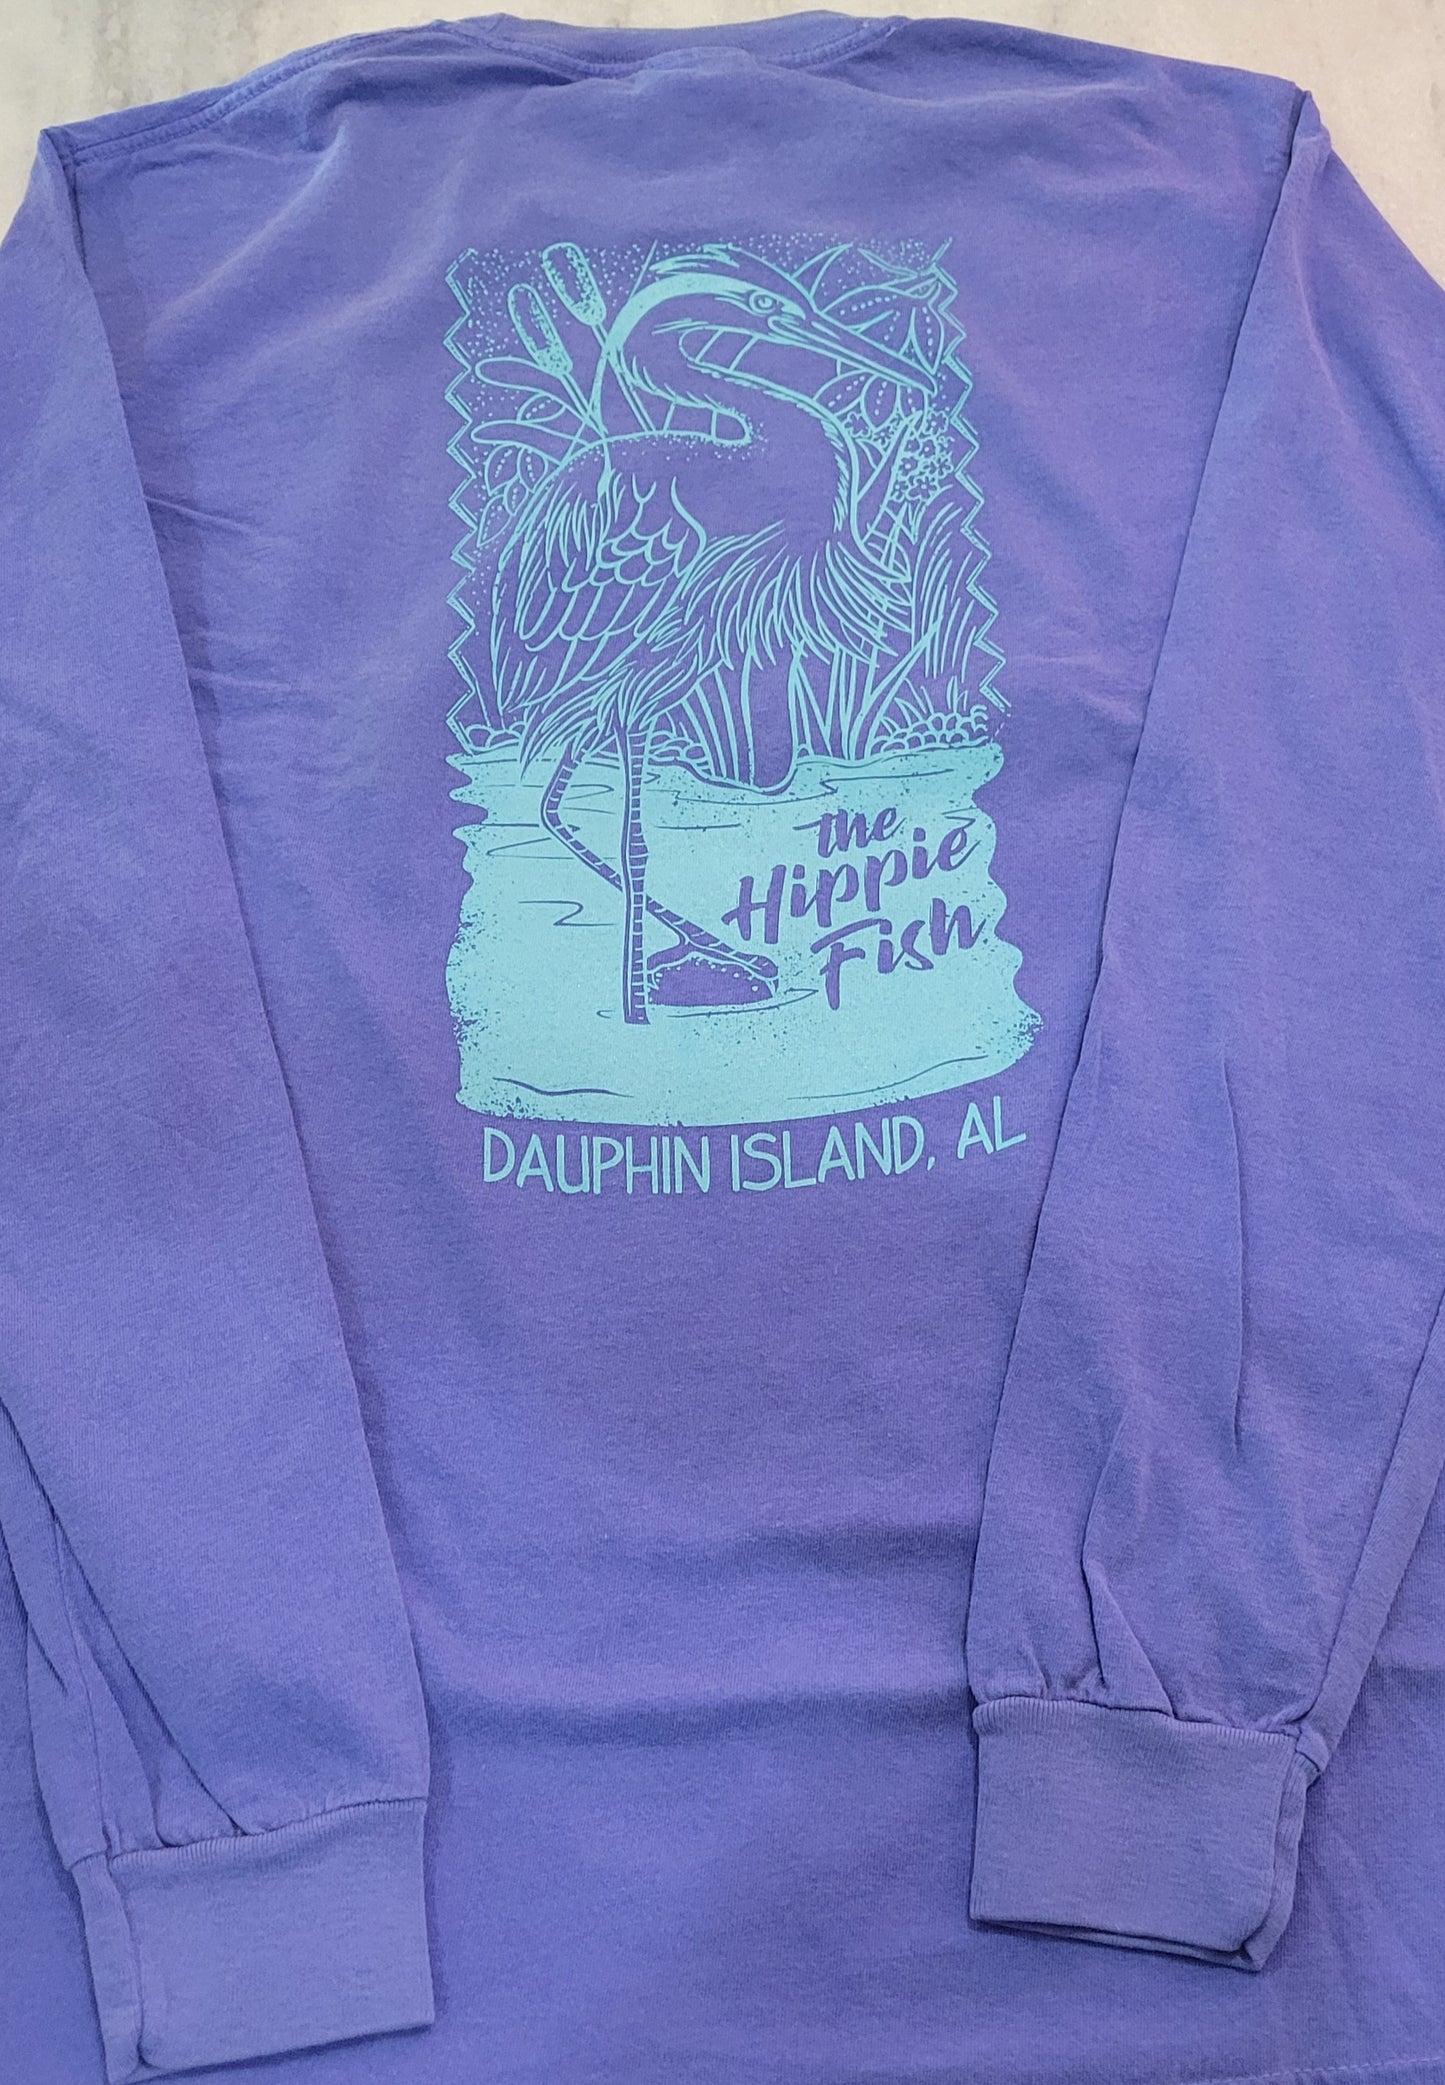 the
Hippie
Fish
DAUPHIN ISLAND, AL